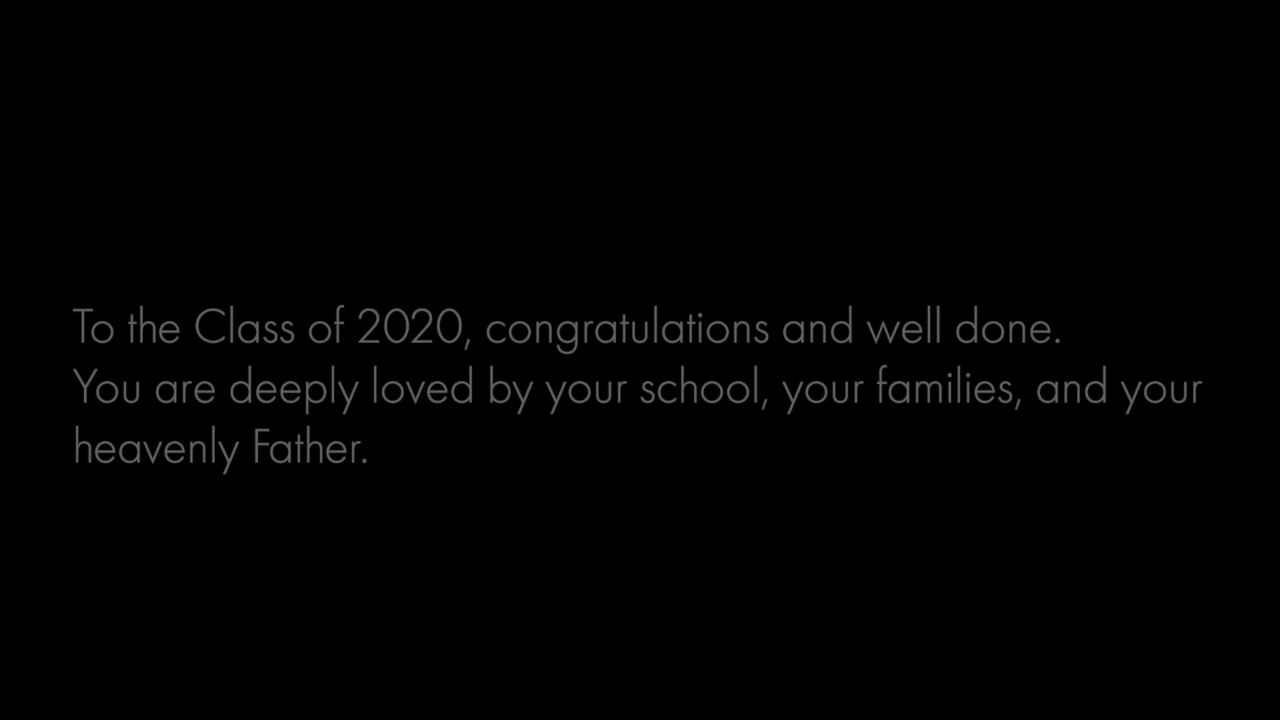 To the Class of 2020, congratulations and well done.
You are deeply loved by your school, your families, and your
heavenly Father.